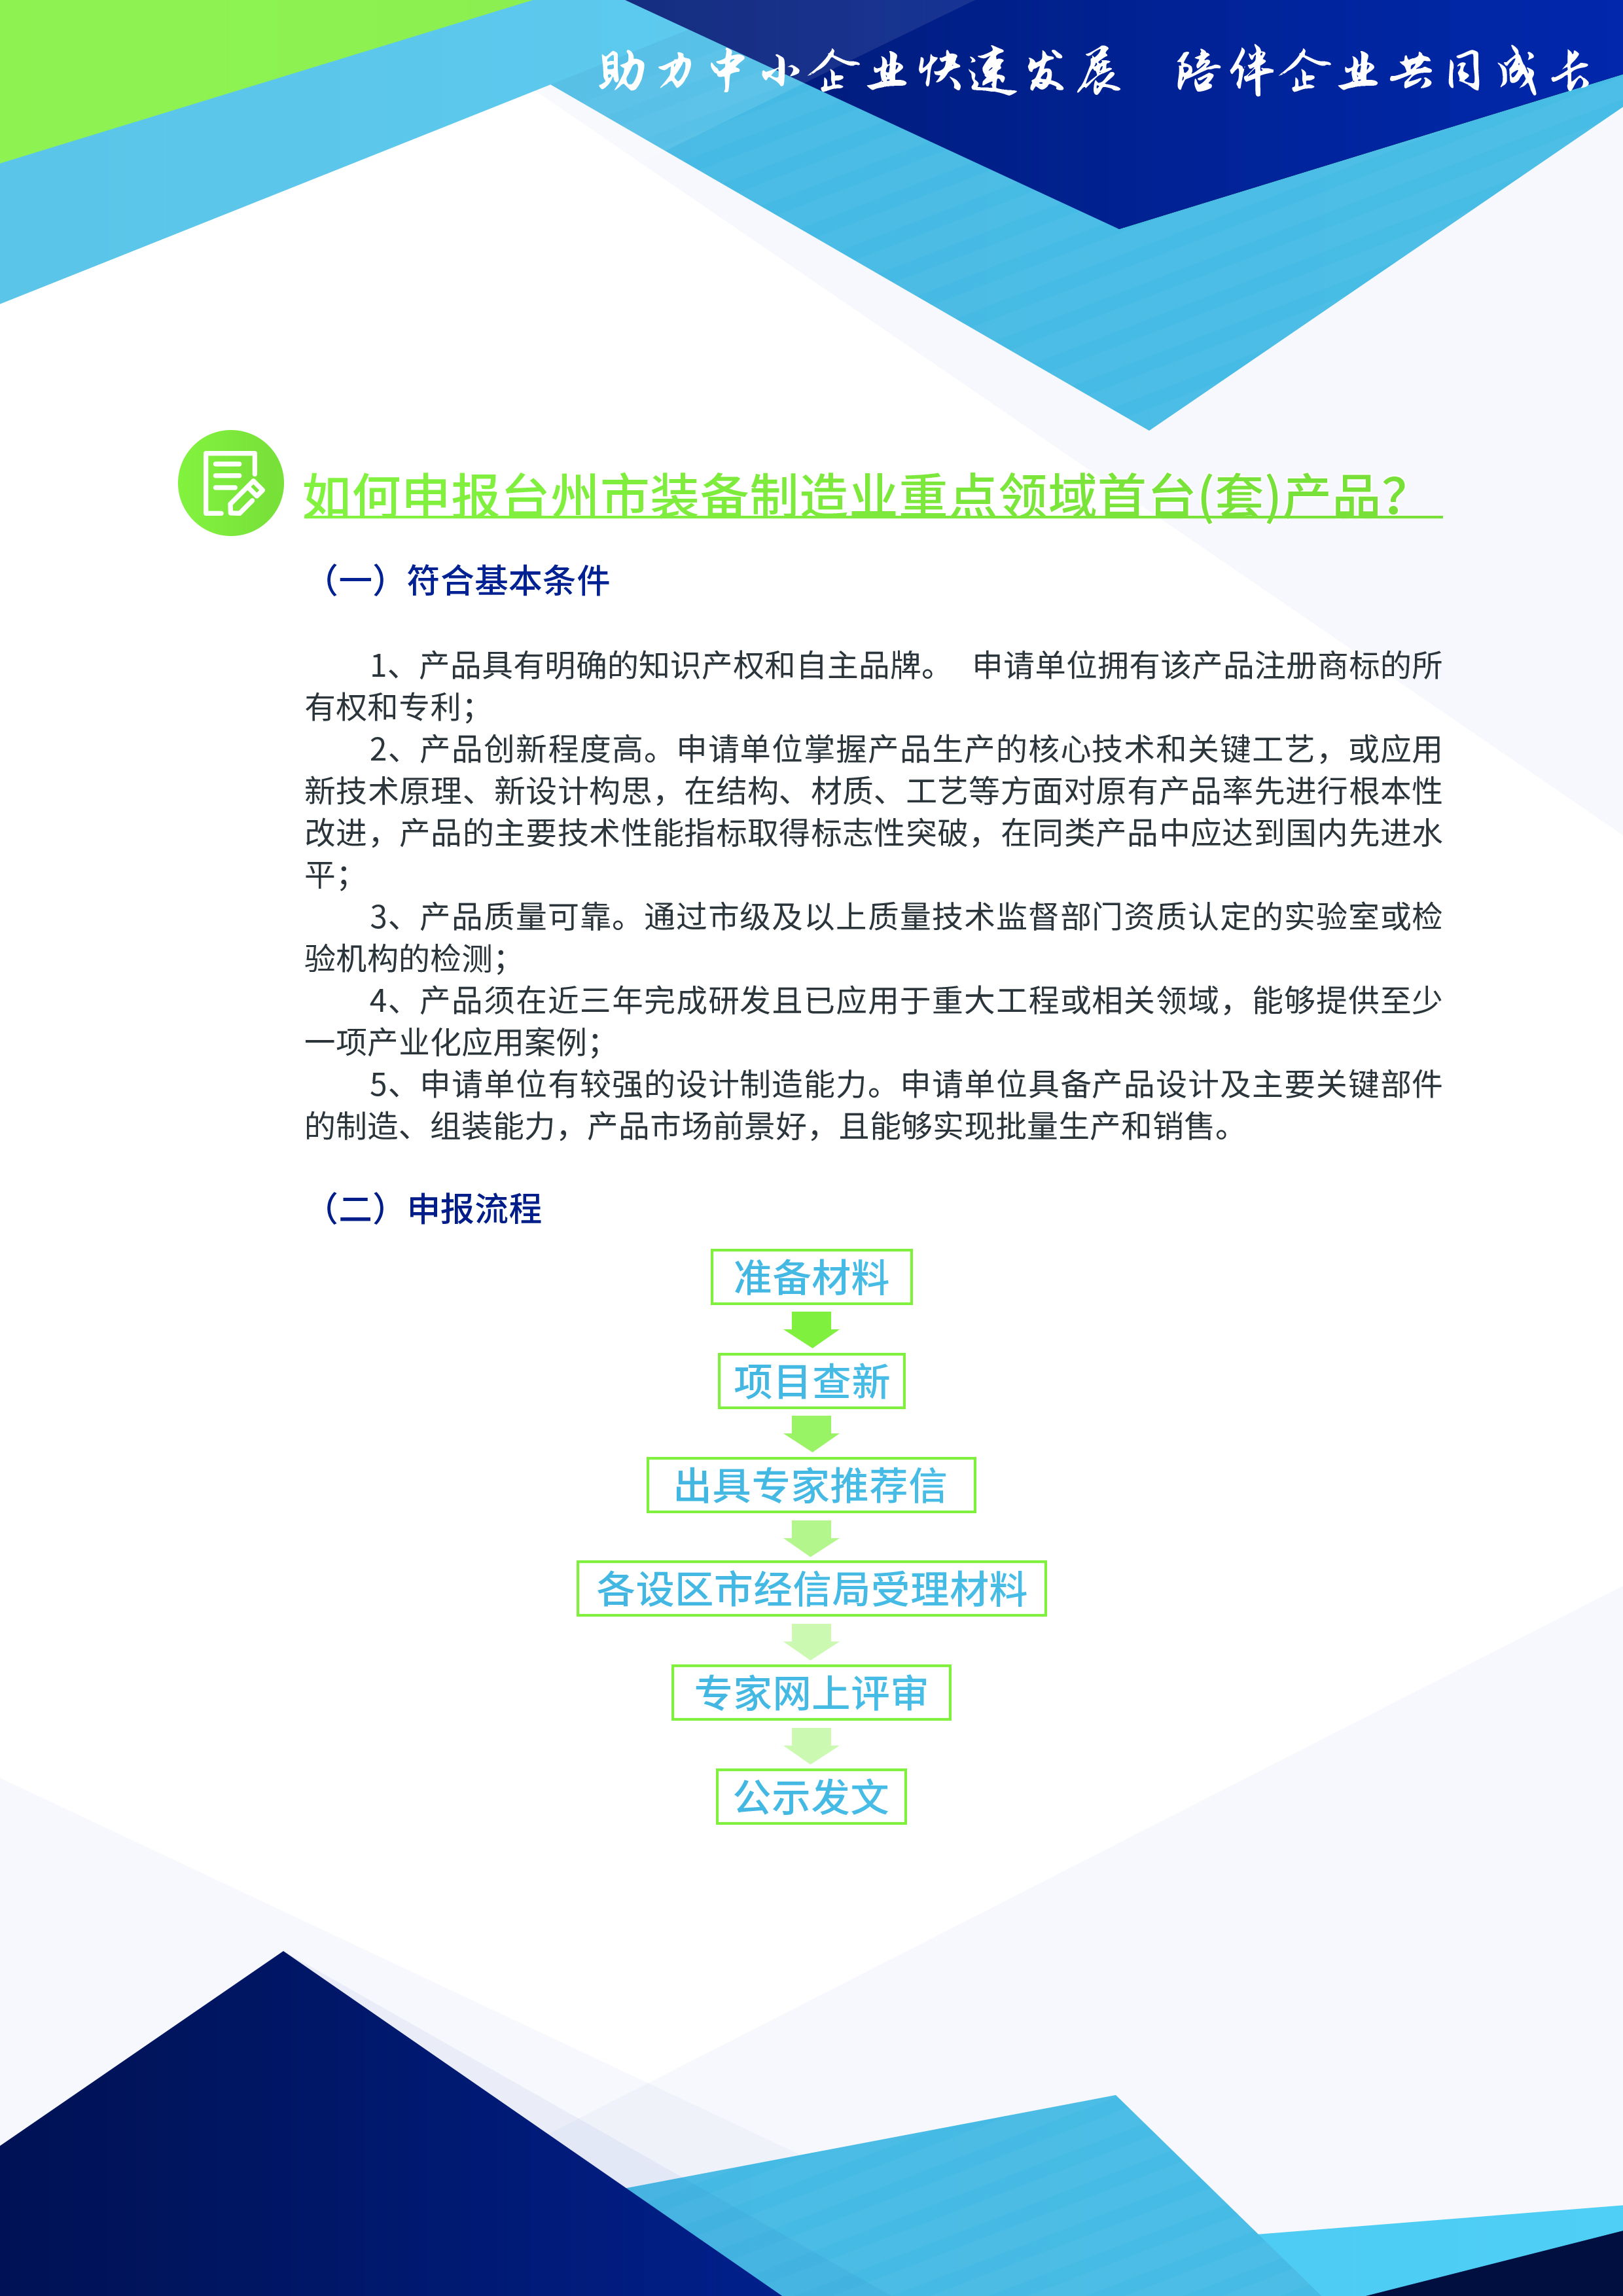 助力中小企业快速发展 陪伴企业共同成长
如何申报台州市装备制造业重点领域首台(套)产品？
（一）符合基本条件
1、产品具有明确的知识产权和自主品牌。 申请单位拥有该产品注册商标的所
有权和专利；
2、产品创新程度高。申请单位掌握产品生产的核心技术和关键工艺，或应用
新技术原理、新设计构思，在结构、材质、工艺等方面对原有产品率先进行根本性
改进，产品的主要技术性能指标取得标志性突破，在同类产品中应达到国内先进水
平；
3、产品质量可靠。通过市级及以上质量技术监督部门资质认定的实验室或检
验机构的检测；
4、产品须在近三年完成研发且已应用于重大工程或相关领域，能够提供至少
一项产业化应用案例；
5、申请单位有较强的设计制造能力。申请单位具备产品设计及主要关键部件
的制造、组装能力，产品市场前景好，且能够实现批量生产和销售。
（二）申报流程
准备材料
项目查新
出具专家推荐信
各设区市经信局受理材料
专家网上评审
公示发文